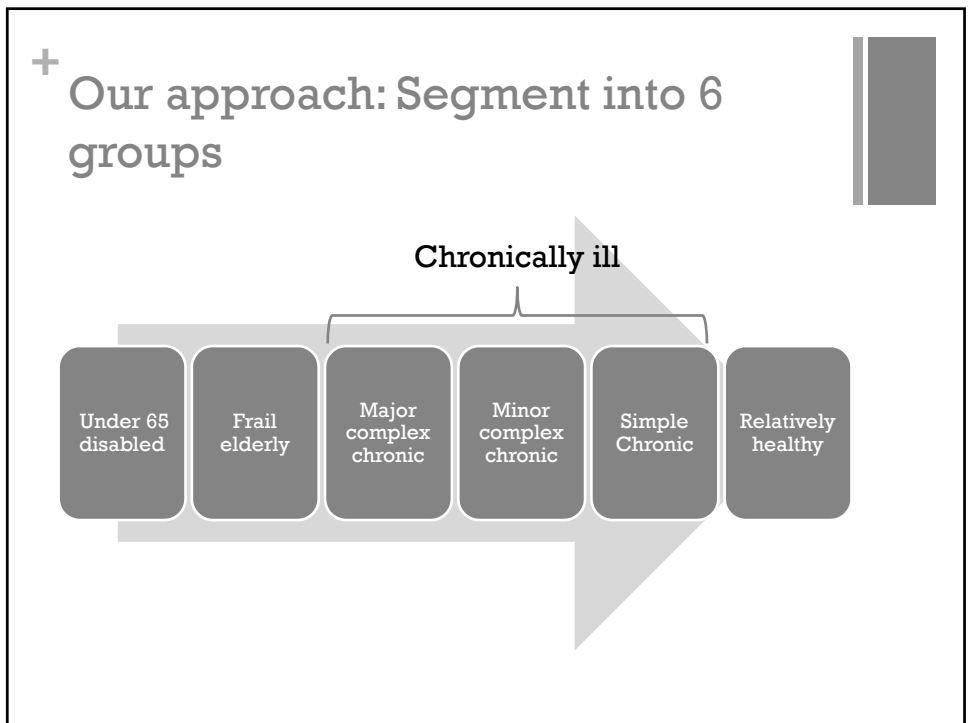 +
Our approach: Segment into 6
groups
Chronically ill
Under 65
disabled
Frail
elderly
Major
complex
chronic
Minor
complex
chronic
Simple
Chronic
Relatively
healthy